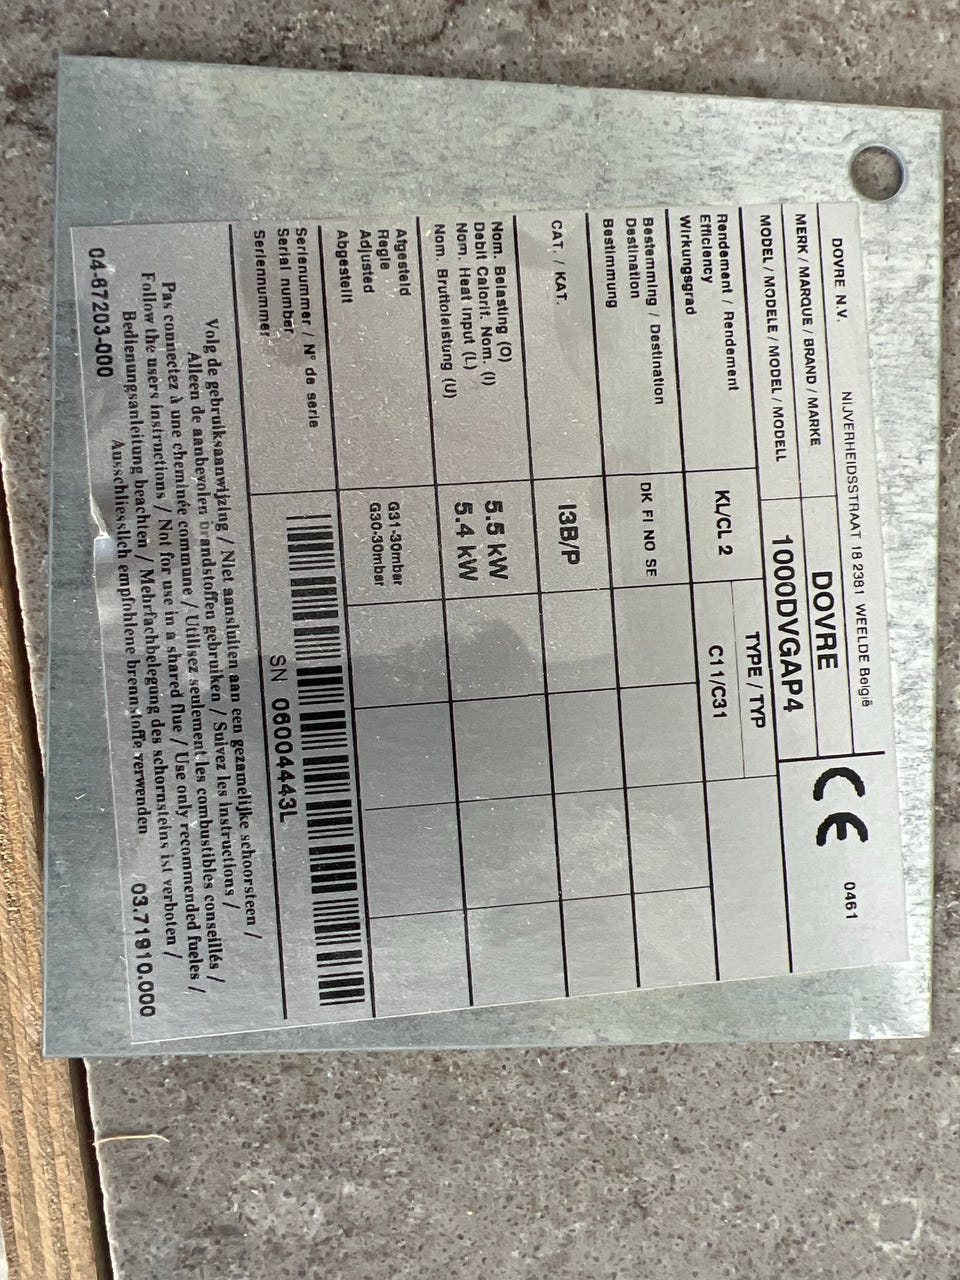 DOVRE N.V. NIJVERHEIDSSTRAAT 18 2381 WEELDE België
MERK / MARQUE / BRAND / MARKE DOVRE
MODEL / MODELE / MODEL / MODELL 1000DVGAP4
CE 0461
TYPE / TYP
Rendement / Rendement
Efficiency
Wirkungsgrad
KL/CL 2 C11/C31
Bestemming / Destination
Destination
Bestimmung
DK FI NO SE
CAT. / KAT. I3B/P
Nom. Belasting (O)
Debit Calorif. Nom. (I)
Nom. Heat Input (L)
Nom. Bruttoleistung (U)
5.5 kW
5.4 kW
Afgesteld
Regle
Adjusted
Abgestellt
G31-30mbar
G30-30mbar
Serienummer / N° de serie
Serial number
Seriennummer
SN 06004443L
Volg de gebruiksaanwijzing / Niet aansluiten aan een gezamelijke schoorsteen /
Alleen de aanbevolen brandstoffen gebruiken / Suivez les instructions /
Pas connectez à une cheminée commune / Utilisez seulement les combustibles conseillés /
Follow the users instructions / Not for use in a shared flue / Use only recommended fueles /
Bedienungsanleitung beachten / Mehrfachbelegung des schornsteins ist verboten /
Ausschliesslich empfohlene brennstoffe verwenden
04-67203-000 03.71910.000